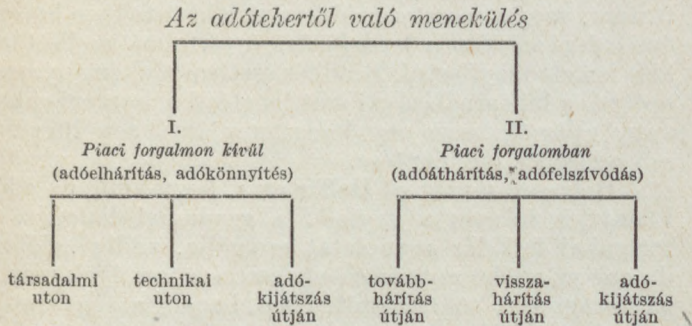 Az adótehertől való menekülés
I.
Piaci forgalmon kívül
(adóelhárítás, adókönnyítés)
II.
Piaci forgalomban
(adóáthárítás, adófelszívódás)
társadalmi
uton
technikai
uton
adó-
kijátszás
útján
tovább-
hárítás
útján
vissza-
hárítás
útján
adó-
kijátszás
útján